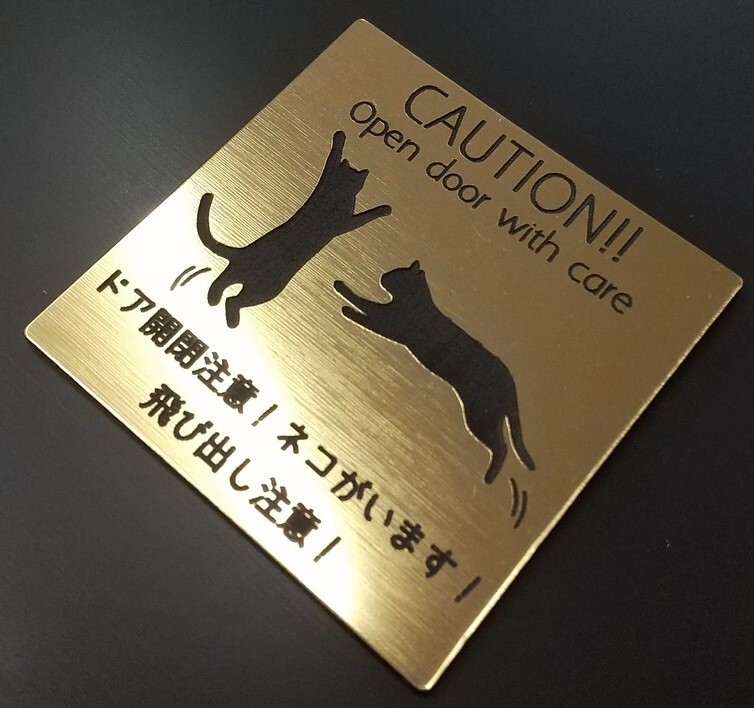 CAUTION!!
Open door with care
ドア開閉注意！ネコがいます！
飛び出し注意！